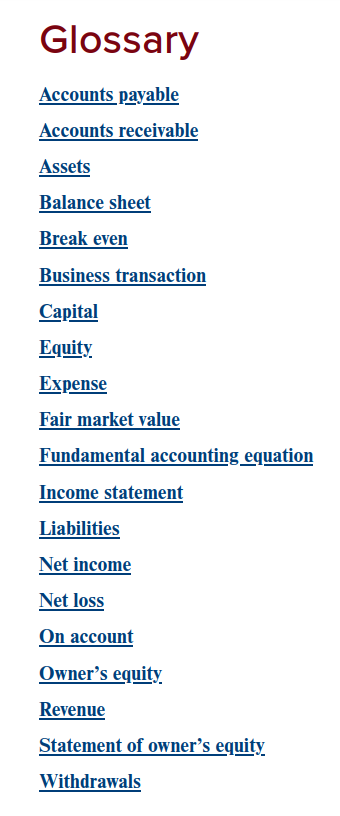 Glossary
Accounts payable
Accounts receivable
Assets
Balance sheet
Break even
Business transaction
Capital
Equity
Expense
Fair market value
Fundamental accounting equation
Income statement
Liabilities
Net income
Net loss
On account
Owner’s equity
Revenue
Statement of owner’s equity
Withdrawals